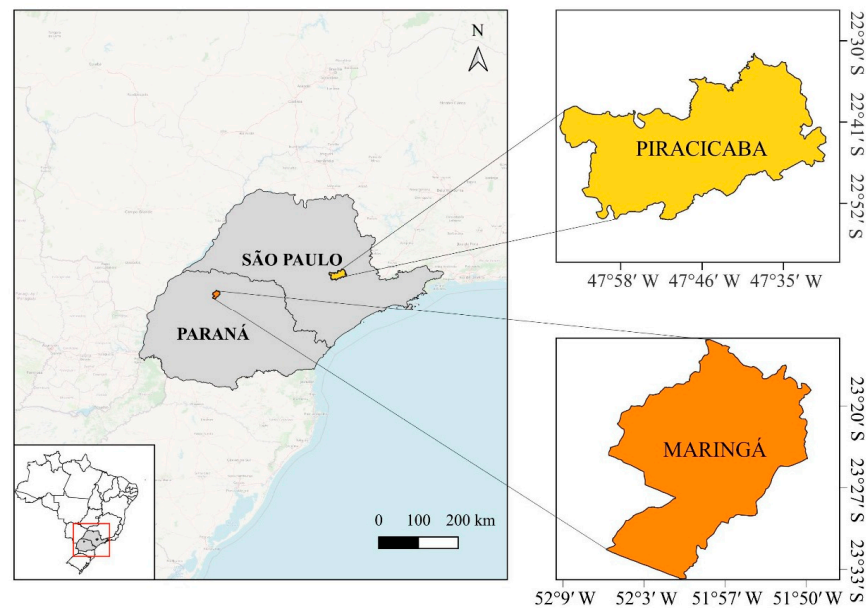 N
SÃO PAULO
PARANÁ
0 100 200 km
PIRACICABA
22°30′ S
22°41′ S
22°52′ S
47°58′ W 47°46′ W 47°35′ W
MARINGÁ
23°20′ S
23°27′ S
23°33′ S
52°9′ W 52°3′ W 51°57′ W 51°50′ W